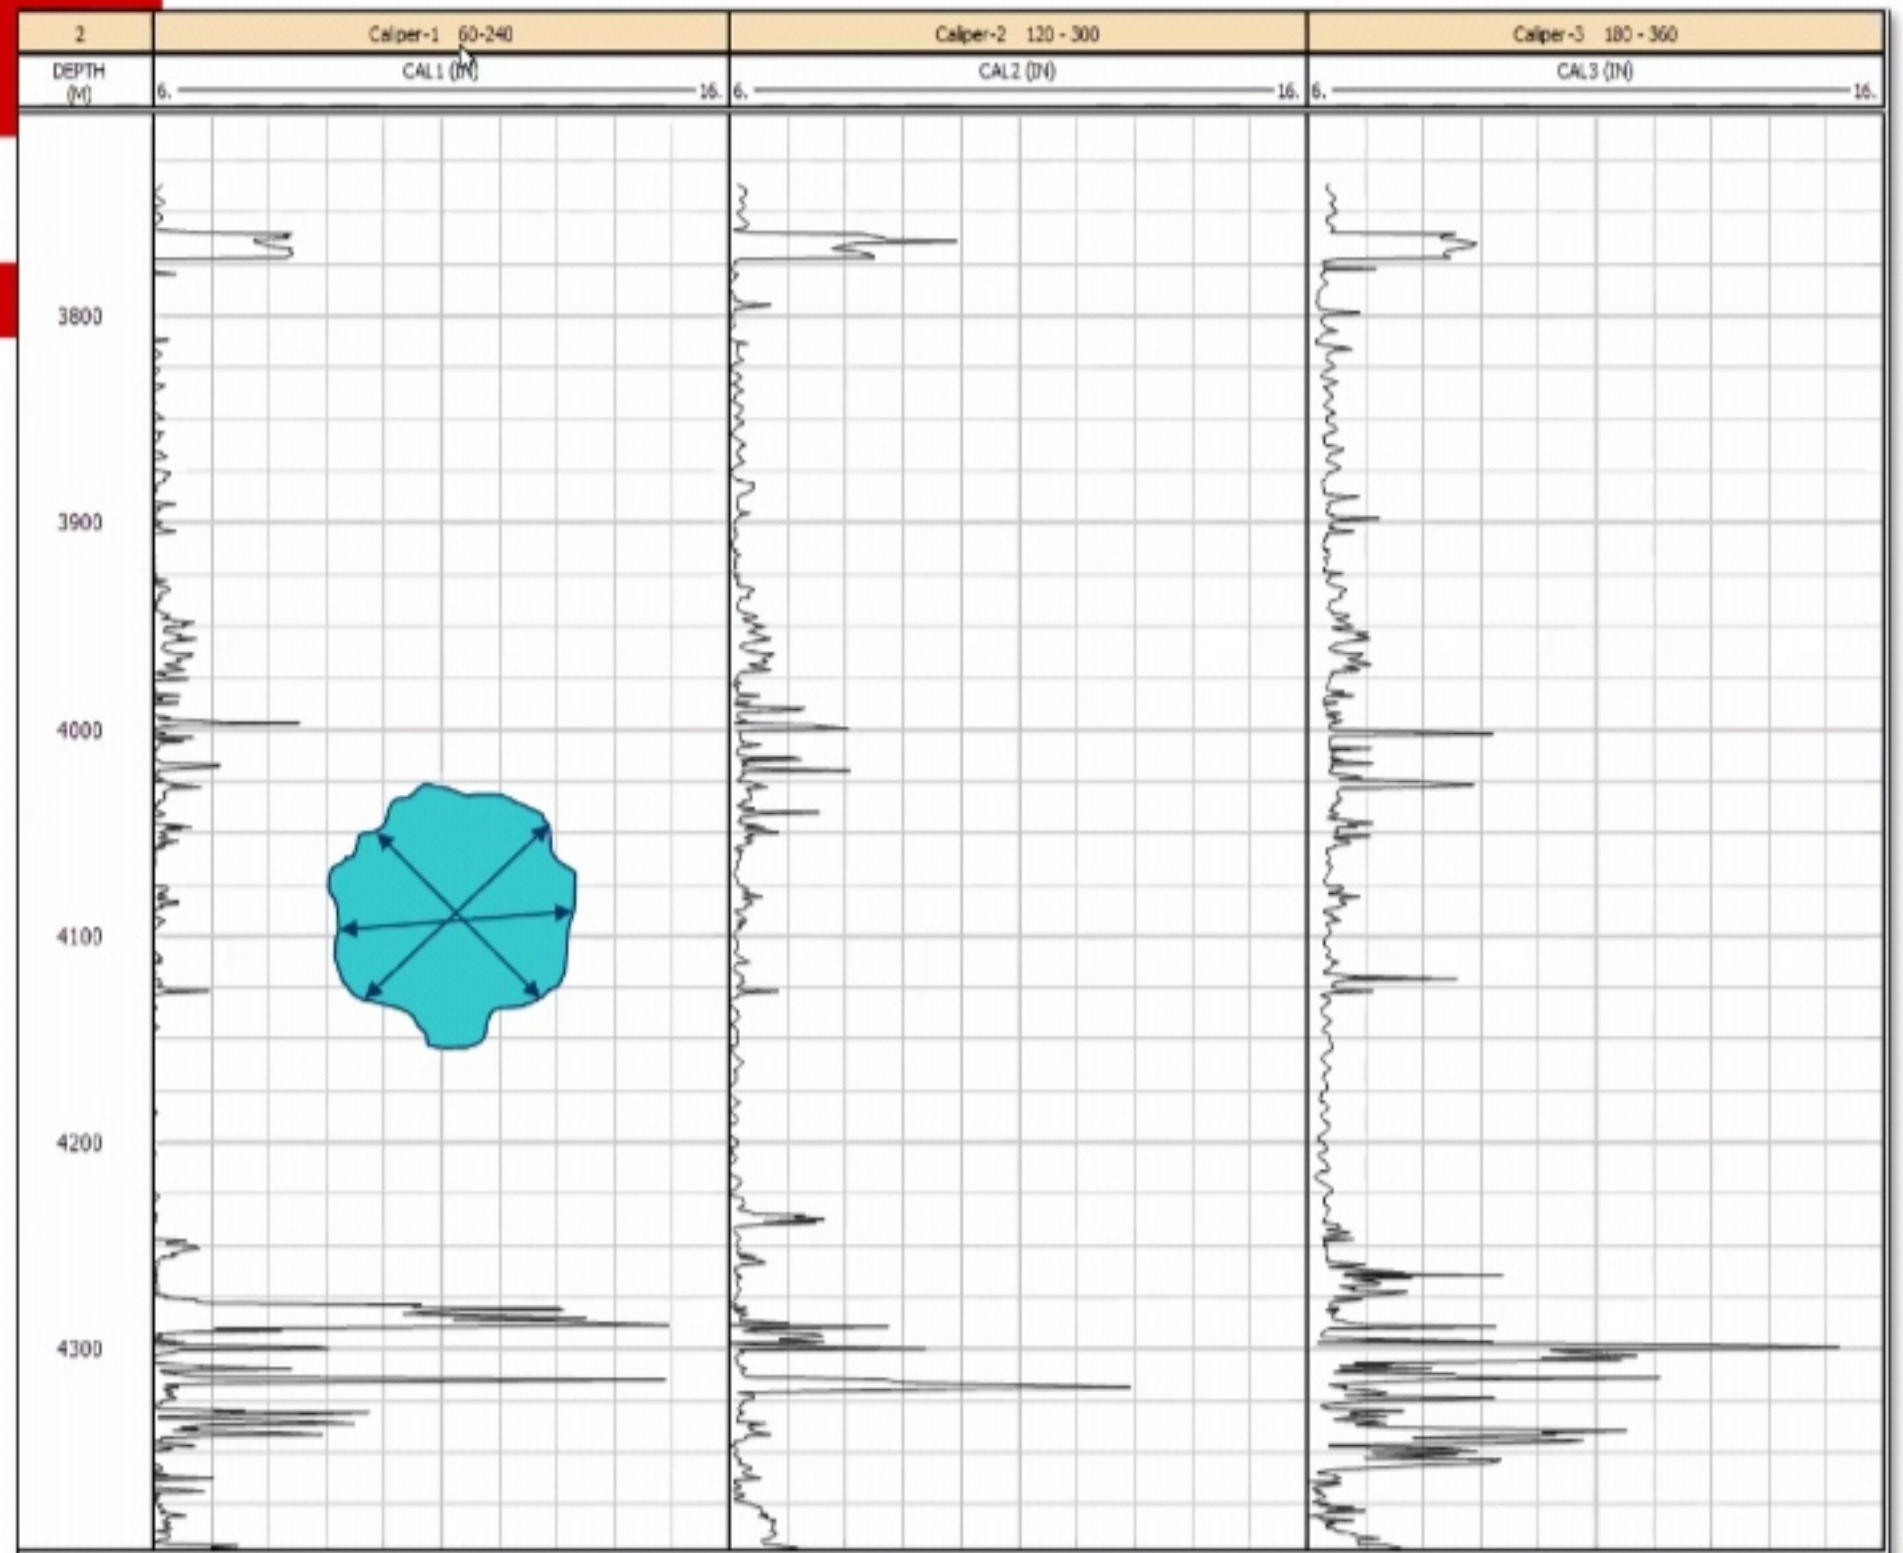 2 Caliper-1 60-240 Caliper-2 120 - 300 Caliper-3 180 - 360
DEPTH CAL1 (IN) CAL2 (IN) CAL3 (IN)
(M) 6. 16. 6. 16. 6. 16.
3800
3900
4000
4100
4200
4300